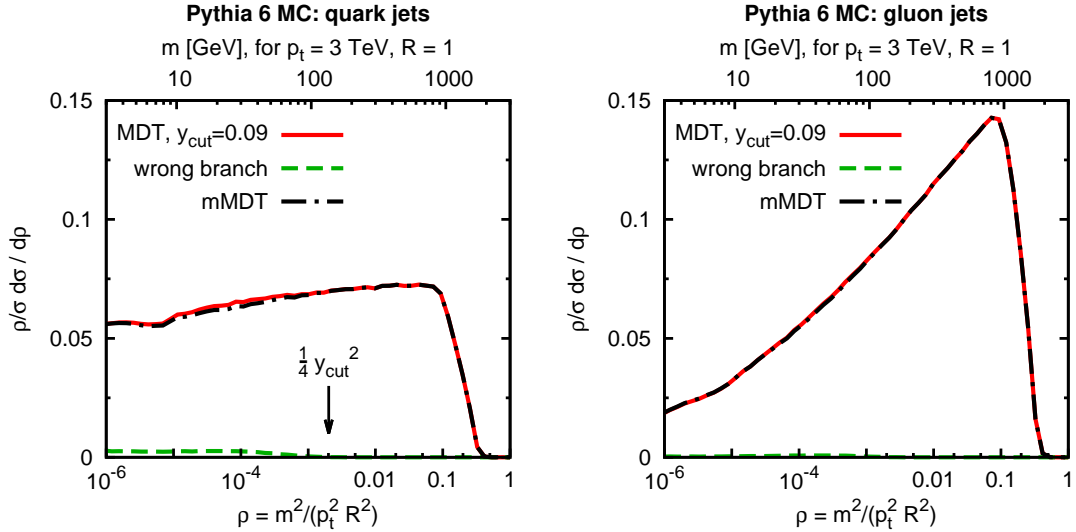 Pythia 6 MC: quark jets
m [GeV], for pₜ = 3 TeV, R = 1
10 100 1000
0.15
0.1
0.05
0
ρ/σ dσ / dρ
MDT, y_cut=0.09
wrong branch
mMDT
¼ y_cut²
10⁻⁶ 10⁻⁴ 0.01 0.1 1
ρ = m²/(pₜ² R²)
Pythia 6 MC: gluon jets
m [GeV], for pₜ = 3 TeV, R = 1
10 100 1000
0.15
0.1
0.05
0
ρ/σ dσ / dρ
MDT, y_cut=0.09
wrong branch
mMDT
10⁻⁶ 10⁻⁴ 0.01 0.1 1
ρ = m²/(pₜ² R²)